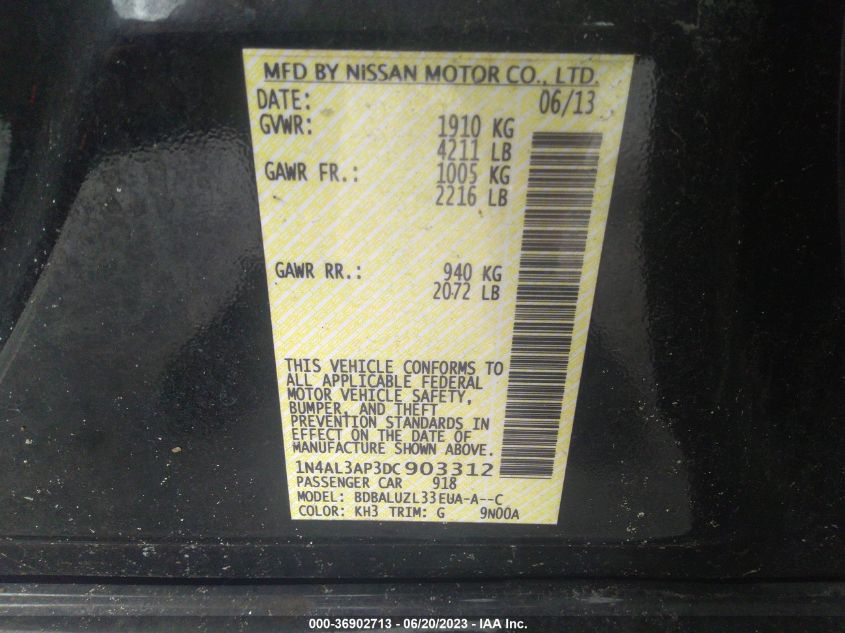 MFD BY NISSAN MOTOR CO., LTD.
DATE: 06/13
GVWR: 1910 KG
4211 LB
GAWR FR.: 1005 KG
2216 LB
GAWR RR.: 940 KG
2072 LB
THIS VEHICLE CONFORMS TO
ALL APPLICABLE FEDERAL
MOTOR VEHICLE SAFETY,
BUMPER, AND THEFT
PREVENTION STANDARDS IN
EFFECT ON THE DATE OF
MANUFACTURE SHOWN ABOVE.
1N4AL3AP3DC903312
PASSENGER CAR 918
MODEL: BDBALUZL33EUA-A--C
COLOR: KH3 TRIM: G 9N00A
000-36902713 - 06/20/2023 - IAA Inc.